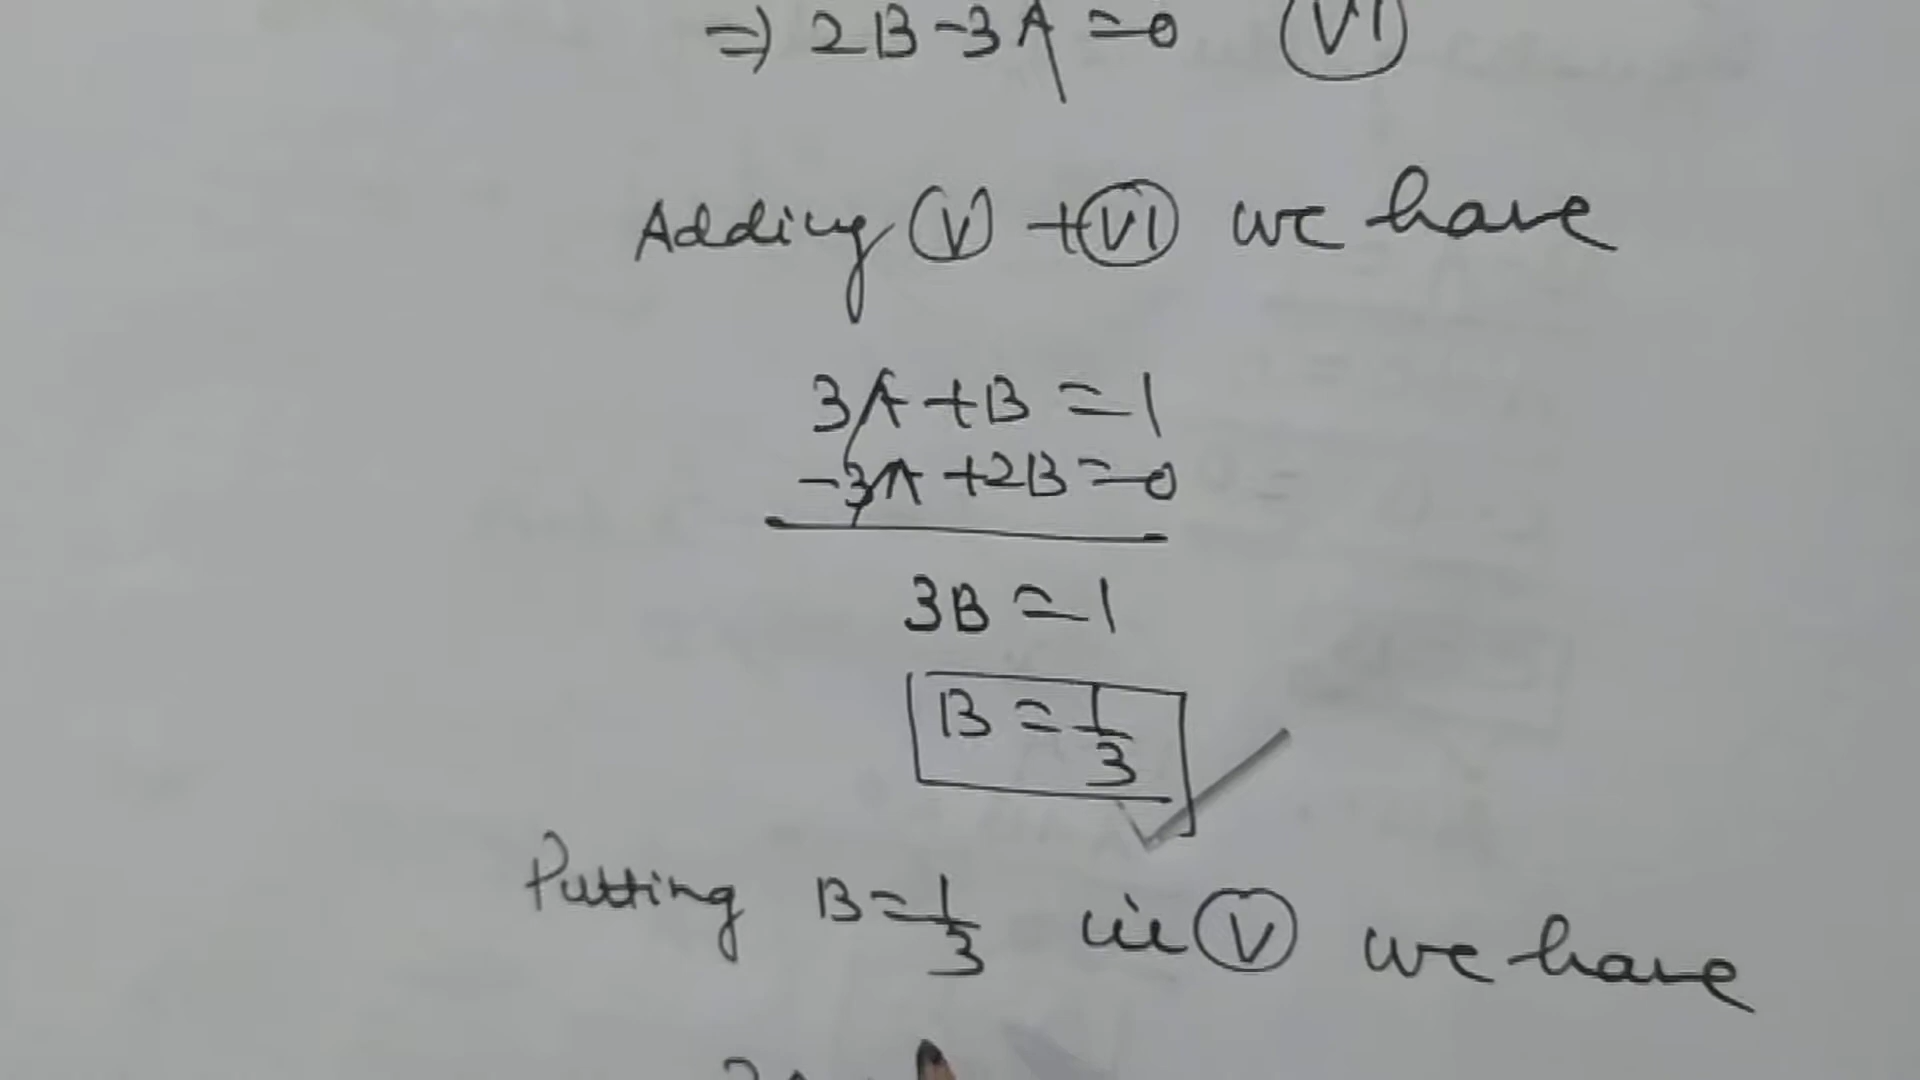 ⇒ 2B-3A=0 (VI)
Adding (V) + (VI) we have
3A+B=1
-3A+2B=0
3B=1
B=1/3
Putting B=1/3 in (V) we have